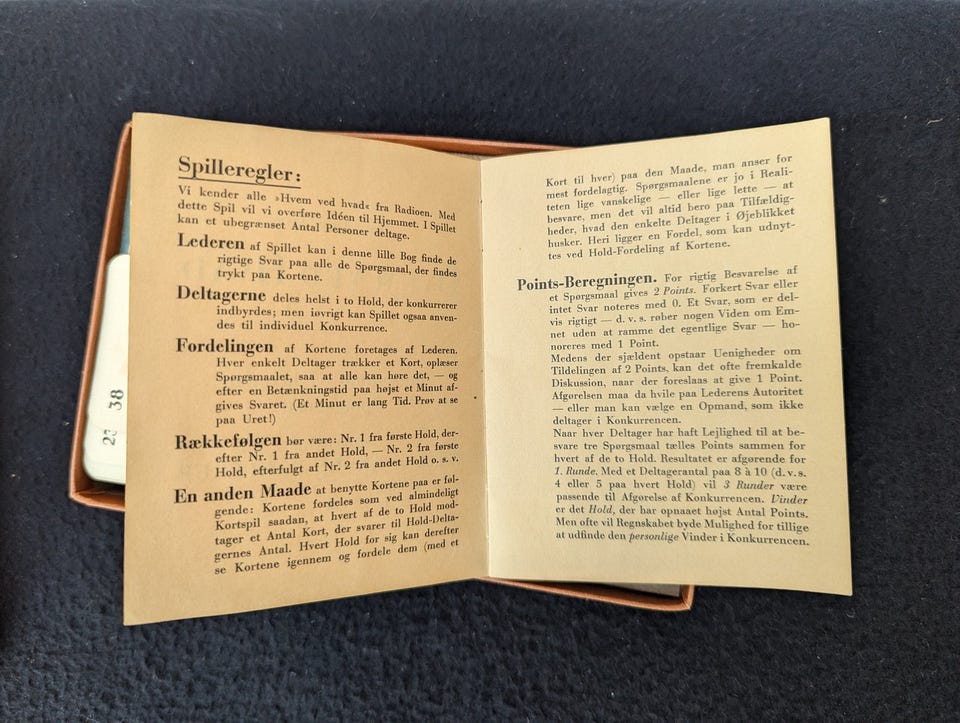 Spilleregler:
Vi kender alle »Hvem ved hvad« fra Radioen. Med
dette Spil vil vi overføre Idéen til Hjemmet. I Spillet
kan et ubegrænset Antal Personer deltage.
Lederen af Spillet kan i denne lille Bog finde de
rigtige Svar paa alle de Spørgsmaal, der findes
trykt paa Kortene.
Deltagerne deles helst i to Hold, der konkurrerer
indbyrdes; men iøvrigt kan Spillet ogsaa anven-
des til individuel Konkurrence.
Fordelingen af Kortene foretages af Lederen.
Hver enkelt Deltager trækker et Kort, oplæser
Spørgsmaalet, saa at alle kan høre det, — og
efter en Betænkningstid paa højst et Minut af-
gives Svaret. (Et Minut er lang Tid. Prøv at se
paa Uret!)
Rækkefølgen bør være: Nr. 1 fra første Hold, der-
efter Nr. 1 fra andet Hold, — Nr. 2 fra første
Hold, efterfulgt af Nr. 2 fra andet Hold o. s. v.
En anden Maade at benytte Kortene paa er føl-
gende: Kortene fordeles som ved almindeligt
Kortspil saadan, at hvert af de to Hold mod-
tager et Antal Kort, der svarer til Hold-Delta-
gernes Antal. Hvert Hold for sig kan derefter
se Kortene igennem og fordele dem (med et
Kort til hver) paa den Maade, man anser for
mest fordelagtig. Spørgsmaalene er jo i Reali-
teten lige vanskelige — eller lige lette — at
besvare, men det vil altid bero paa Tilfældig-
heder, hvad den enkelte Deltager i Øjeblikket
husker. Heri ligger en Fordel, som kan udnyt-
tes ved Hold-Fordeling af Kortene.
Points-Beregningen. For rigtig Besvarelse af
et Spørgsmaal gives 2 Points. Forkert Svar eller
intet Svar noteres med 0. Et Svar, som er del-
vis rigtigt — d. v. s. røber nogen Viden om Em-
net uden at ramme det egentlige Svar — ho-
noreres med 1 Point.
Medens der sjældent opstaar Uenigheder om
Tildelingen af 2 Points, kan det ofte fremkalde
Diskussion, naar der foreslaas at give 1 Point.
Afgørelsen maa da hvile paa Lederens Autoritet
— eller man kan vælge en Opmand, som ikke
deltager i Konkurrencen.
Naar hver Deltager har haft Lejlighed til at be-
svare tre Spørgsmaal tælles Points sammen for
hvert af de to Hold. Resultatet er afgørende for
1. Runde. Med et Deltagerantal paa 8 à 10 (d.v.s.
4 eller 5 paa hvert Hold) vil 3 Runder være
passende til Afgørelse af Konkurrencen. Vinder
er det Hold, der har opnaaet højst Antal Points.
Men ofte vil Regnskabet byde Mulighed for tillige
at udfinde den personlige Vinder i Konkurrencen.
38